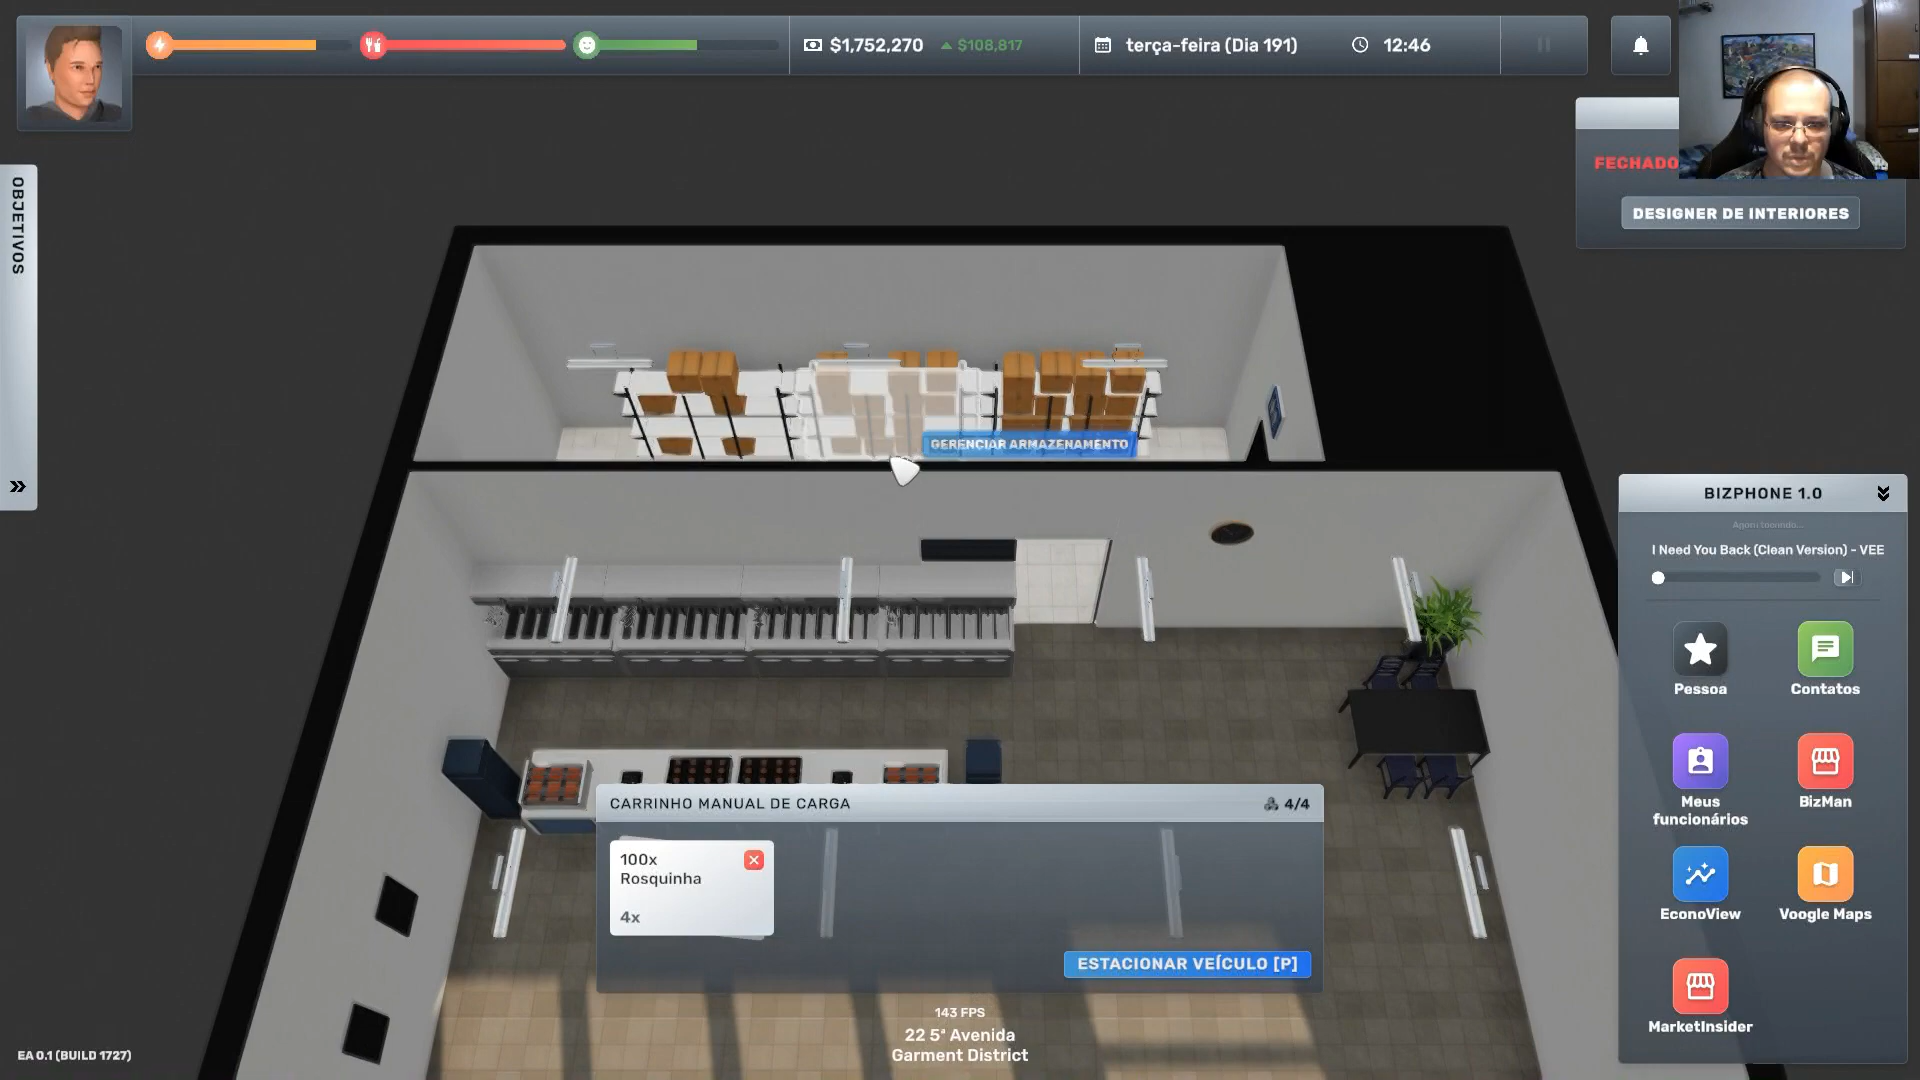 $1,752,270
$108,817
terça-feira (Dia 191)
12:46
OBJETIVOS
FECHADO
DESIGNER DE INTERIORES
GERENCIAR ARMAZENAMENTO
BIZPHONE 1.0
Agora tocando...
I Need You Back (Clean Version) - VEE
Pessoa
Contatos
Meus
funcionários
BizMan
EconoView
Voogle Maps
MarketInsider
CARRINHO MANUAL DE CARGA
4/4
100x
Rosquinha
4x
ESTACIONAR VEÍCULO [P]
143 FPS
22 5ª Avenida
Garment District
EA 0.1 (BUILD 1727)